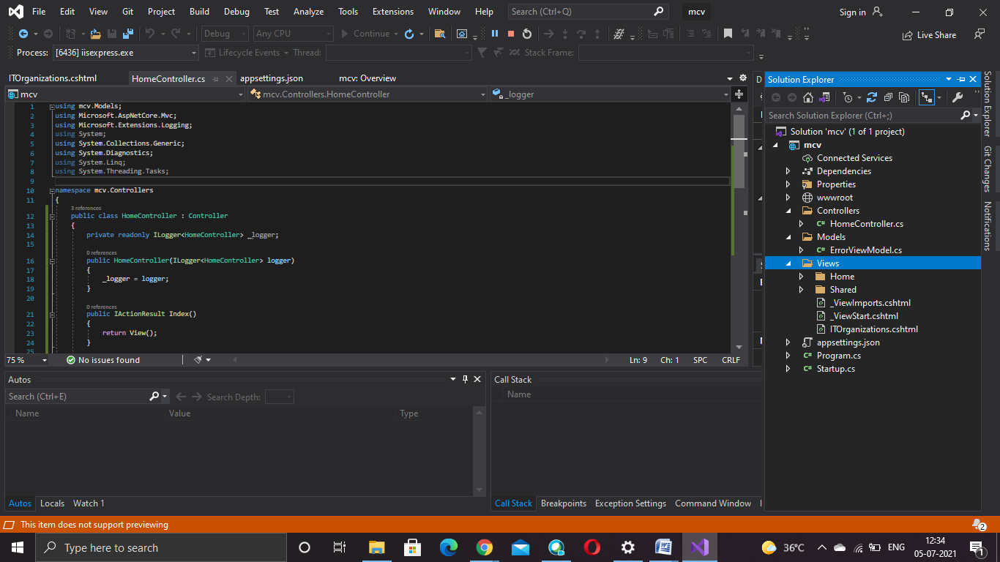 File Edit View Git Project Build Debug Test Analyze Tools Extensions Window Help Search (Ctrl+Q) mcv Sign in
Debug Any CPU Continue Live Share
Process: [6436] iisexpress.exe Lifecycle Events Thread: Stack Frame:
ITOrganizations.cshtml HomeController.cs appsettings.json mcv: Overview
mcv mcv.Controllers.HomeController _logger
1 using mcv.Models;
2 using Microsoft.AspNetCore.Mvc;
3 using Microsoft.Extensions.Logging;
4 using System;
5 using System.Collections.Generic;
6 using System.Diagnostics;
7 using System.Linq;
8 using System.Threading.Tasks;
9
10 namespace mcv.Controllers
11 {
3 references
12 public class HomeController : Controller
13 {
14 private readonly ILogger<HomeController> _logger;
15
0 references
16 public HomeController(ILogger<HomeController> logger)
17 {
18 _logger = logger;
19 }
20
0 references
21 public IActionResult Index()
22 {
23 return View();
24 }
25
75 % No issues found Ln: 9 Ch: 1 SPC CRLF
Autos
Search (Ctrl+E) Search Depth:
Name Value Type
Autos Locals Watch 1
Call Stack
Name
Call Stack Breakpoints Exception Settings Command Window
Solution Explorer
Search Solution Explorer (Ctrl+;)
Solution 'mcv' (1 of 1 project)
mcv
Connected Services
Dependencies
Properties
wwwroot
Controllers
C# HomeController.cs
Models
C# ErrorViewModel.cs
Views
Home
Shared
_ViewImports.cshtml
_ViewStart.cshtml
ITOrganizations.cshtml
appsettings.json
C# Program.cs
C# Startup.cs
Solution Explorer
Git Changes
Notifications
This item does not support previewing 2
Type here to search 36°C ENG 12:34
05-07-2021 1